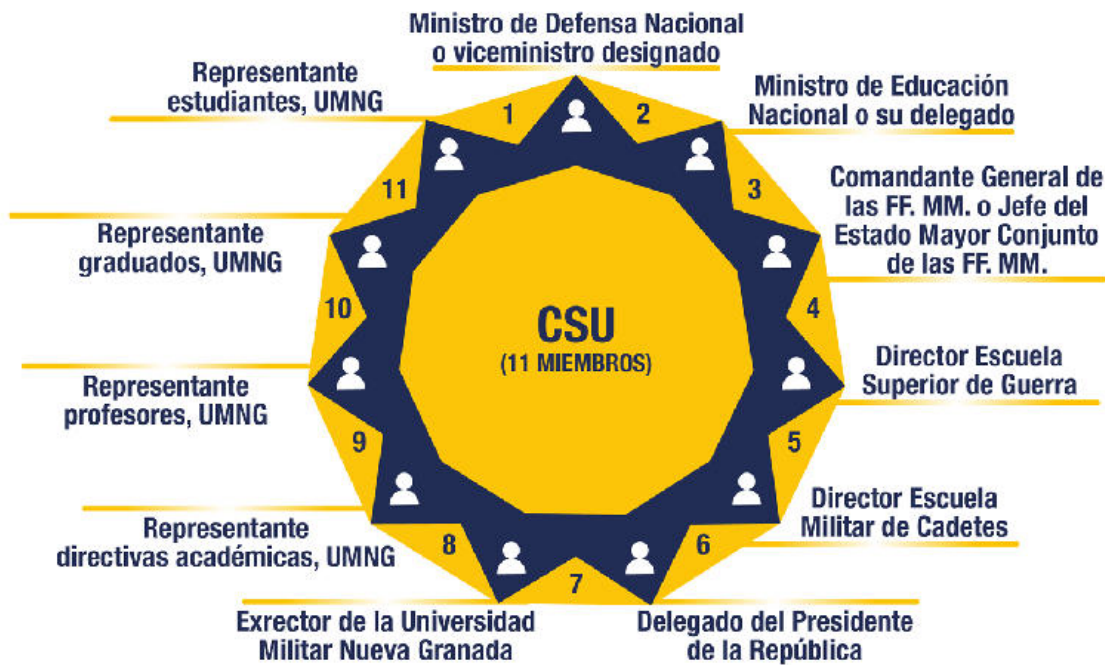 Ministro de Defensa Nacional
o viceministro designado
Representante
estudiantes, UMNG
Ministro de Educación
Nacional o su delegado
1
2
11
3
Comandante General de
las FF. MM. o Jefe del
Estado Mayor Conjunto
de las FF. MM.
Representante
graduados, UMNG
10
4
CSU
(11 MIEMBROS)
Director Escuela
Superior de Guerra
Representante
profesores, UMNG
9
5
Director Escuela
Militar de Cadetes
Representante
directivas académicas, UMNG
8
6
7
Exrector de la Universidad
Militar Nueva Granada
Delegado del Presidente
de la República